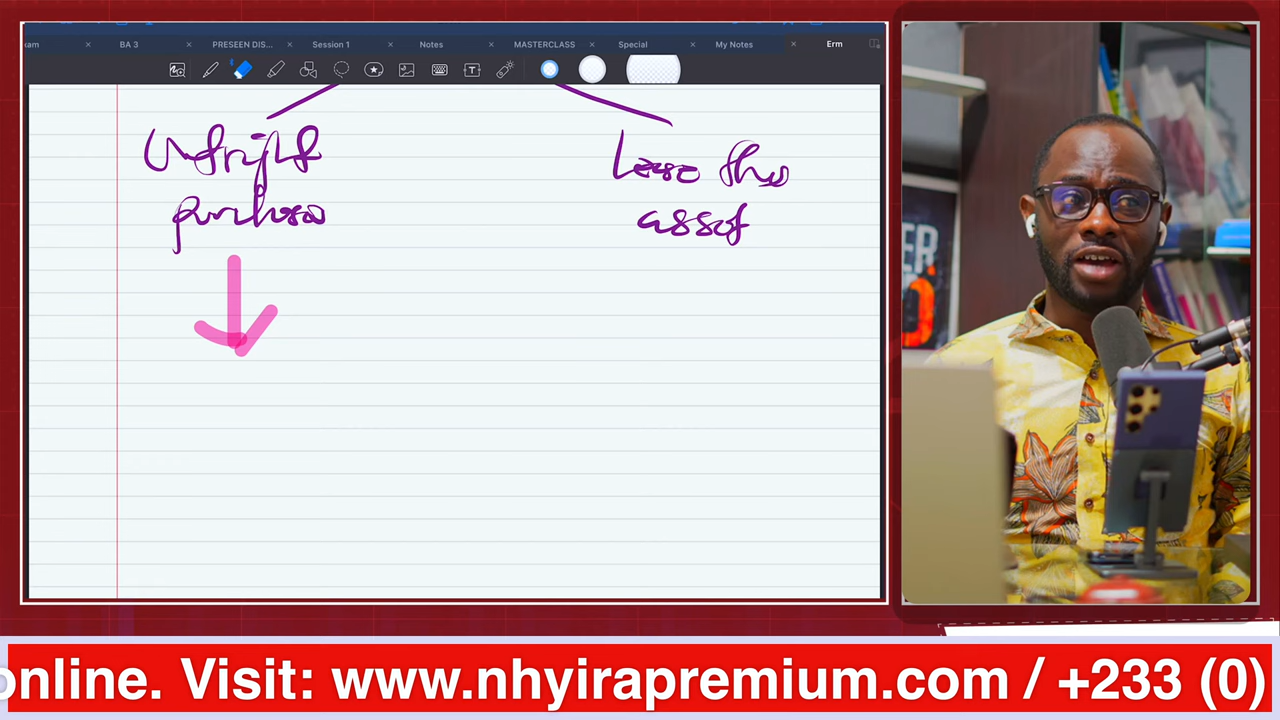 am
BA 3
PRESEEN DIS...
Session 1
Notes
MASTERCLASS
Special
My Notes
Erm
Outright
purchase
Lease the
asset
online. Visit: www.nhyirapremium.com / +233 (0)